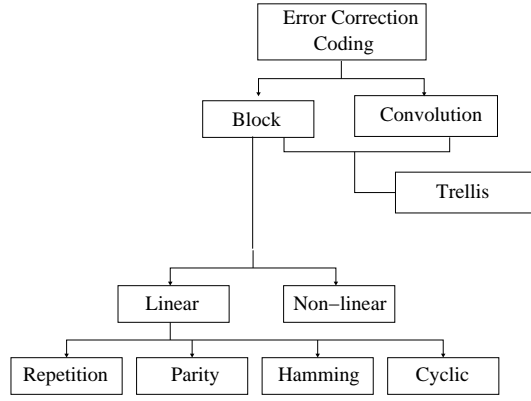 Error Correction
Coding
Block
Convolution
Trellis
Linear
Non−linear
Repetition
Parity
Hamming
Cyclic